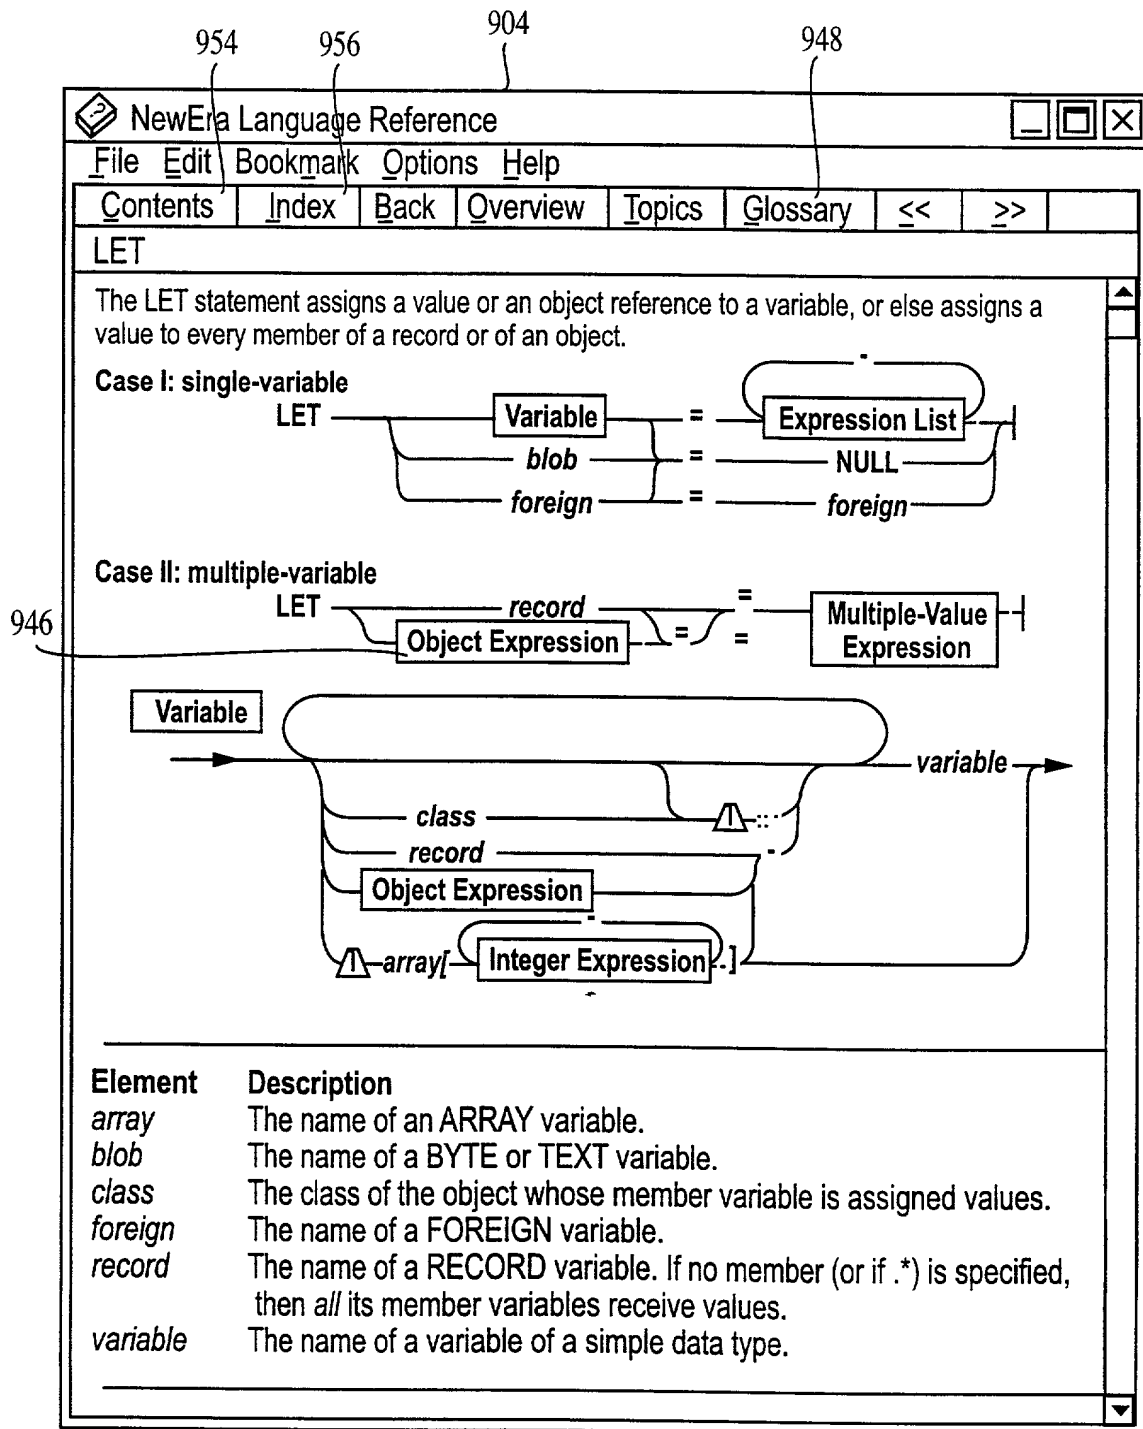 904
954 956 948
NewEra Language Reference
File Edit Bookmark Options Help
Contents Index Back Overview Topics Glossary << >>
LET
The LET statement assigns a value or an object reference to a variable, or else assigns a
value to every member of a record or of an object.
Case I: single-variable
LET Variable = Expression List
blob = NULL
foreign = foreign
Case II: multiple-variable
LET record = Multiple-Value
946 Object Expression = = Expression
Variable
variable
class ::
record
Object Expression
array[ Integer Expression ]
Element Description
array The name of an ARRAY variable.
blob The name of a BYTE or TEXT variable.
class The class of the object whose member variable is assigned values.
foreign The name of a FOREIGN variable.
record The name of a RECORD variable. If no member (or if .*) is specified,
then all its member variables receive values.
variable The name of a variable of a simple data type.